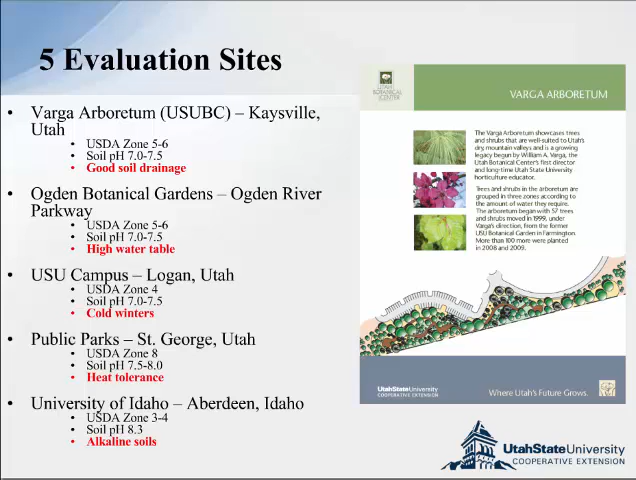 5 Evaluation Sites
• Varga Arboretum (USUBC) – Kaysville,
Utah
• USDA Zone 5-6
• Soil pH 7.0-7.5
• Good soil drainage
• Ogden Botanical Gardens – Ogden River
Parkway
• USDA Zone 5-6
• Soil pH 7.0-7.5
• High water table
• USU Campus – Logan, Utah
• USDA Zone 4
• Soil pH 7.0-7.5
• Cold winters
• Public Parks – St. George, Utah
• USDA Zone 8
• Soil pH 7.5-8.0
• Heat tolerance
• University of Idaho – Aberdeen, Idaho
• USDA Zone 3-4
• Soil pH 8.3
• Alkaline soils
UTAH
BOTANICAL
CENTER
VARGA ARBORETUM
The Varga Arboretum showcases trees
and shrubs that are well-suited to Utah's
dry mountain valleys and is a growing
legacy begun by William A. Varga, the
Utah Botanical Center's first director
and long-time Utah State University
horticulture educator.
Trees and shrubs in the arboretum are
grouped in three zones according to
the amount of water they require.
The arboretum began with 57 trees
and shrubs moved in 1999, under
Varga's direction, from the former
USU Botanical Garden in Farmington.
More than 100 more were planted
in 2008 and 2009.
UtahStateUniversity
COOPERATIVE EXTENSION
Where Utah's Future Grows.
UtahStateUniversity
COOPERATIVE EXTENSION